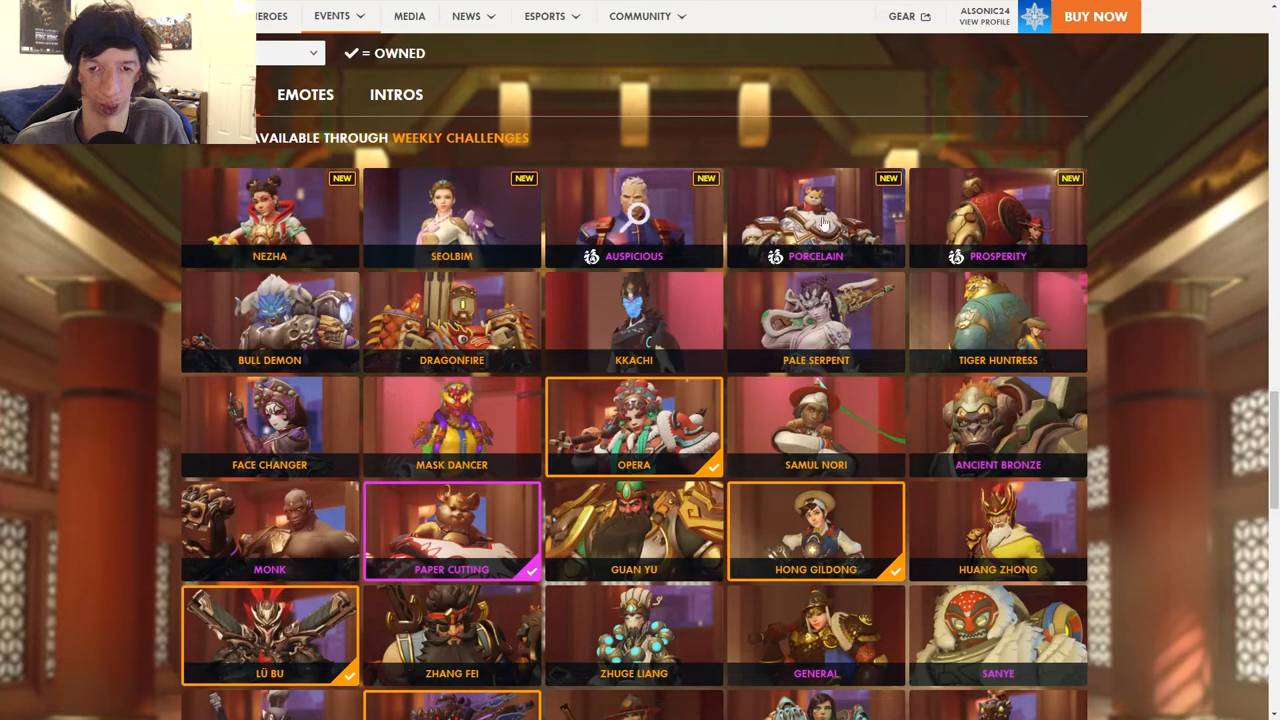 HEROES EVENTS MEDIA NEWS ESPORTS COMMUNITY GEAR ALSONIC24 VIEW PROFILE BUY NOW
= OWNED
EMOTES INTROS
AVAILABLE THROUGH WEEKLY CHALLENGES
NEW NEW NEW NEW NEW
NEZHA SEOLBIM AUSPICIOUS PORCELAIN PROSPERITY
BULL DEMON DRAGONFIRE KKACHI PALE SERPENT TIGER HUNTRESS
FACE CHANGER MASK DANCER OPERA SAMUL NORI ANCIENT BRONZE
MONK PAPER CUTTING GUAN YU HONG GILDONG HUANG ZHONG
LÜ BU ZHANG FEI ZHUGE LIANG GENERAL SANYE